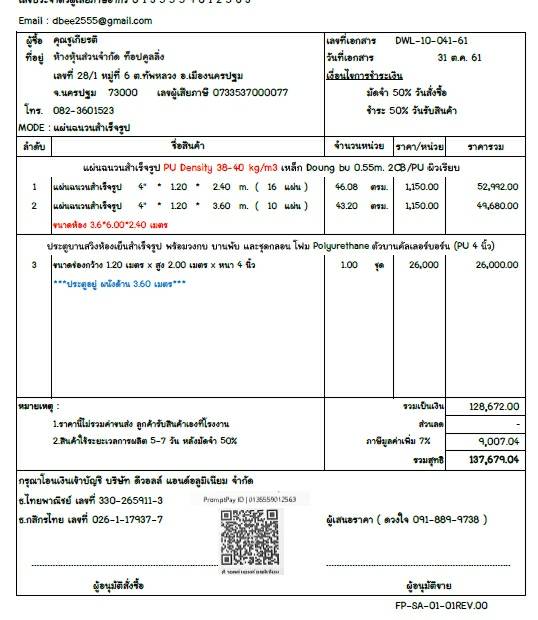 Email : dbee2555@gmail.com
ผู้ซื้อ คุณชูเกียรติ
ที่อยู่ ห้างหุ้นส่วนจำกัด ท็อปคูลลิ่ง
เลขที่ 28/1 หมู่ที่ 6 ต.ทัพหลวง อ.เมืองนครปฐม
จ.นครปฐม 73000 เลขผู้เสียภาษี 0733537000077
โทร. 082-3601523
MODE : แผ่นฉนวนสำเร็จรูป
เลขที่เอกสาร DWL-10-041-61
วันที่เอกสาร 31 ต.ค. 61
เงื่อนไขการชำระเงิน
มัดจำ 50% วันสั่งซื้อ
ชำระ 50% วันรับสินค้า
ลำดับ ชื่อสินค้า จำนวนหน่วย ราคา/หน่วย ราคารวม
แผ่นฉนวนสำเร็จรูป PU Density 38-40 kg/m3 เหล็ก Doung bu 0.55m. 2CB/PU ผิวเรียบ
1 แผ่นฉนวนสำเร็จรูป 4" * 1.20 * 2.40 m. ( 16 แผ่น ) 46.08 ตรม. 1,150.00 52,992.00
2 แผ่นฉนวนสำเร็จรูป 4" * 1.20 * 3.60 m. ( 10 แผ่น ) 43.20 ตรม. 1,150.00 49,680.00
ขนาดห้อง 3.6*6.00*2.40 เมตร
ประตูบานสวิงห้องเย็นสำเร็จรูป พร้อมวงกบ บานพับ และชุดกลอน โฟม Polyurethane ตัวบานคัลเลอร์บอร์น (PU 4 นิ้ว)
3 ขนาดช่องกว้าง 1.20 เมตร x สูง 2.00 เมตร x หนา 4 นิ้ว 1.00 ชุด 26,000 26,000.00
***ประตูอยู่ ผนังด้าน 3.60 เมตร***
หมายเหตุ :
1.ราคานี้ไม่รวมค่าขนส่ง ลูกค้ารับสินค้าเองที่โรงงาน
2.สินค้าใช้ระยะเวลาการผลิต 5-7 วัน หลังมัดจำ 50%
รวมเป็นเงิน 128,672.00
ส่วนลด -
ภาษีมูลค่าเพิ่ม 7% 9,007.04
รวมสุทธิ 137,679.04
กรุณาโอนเงินเข้าบัญชี บริษัท ดีวอลล์ แอนด์อลูมิเนียม จำกัด
ธ.ไทยพาณิชย์ เลขที่ 330-265911-3
ธ.กสิกรไทย เลขที่ 026-1-17937-7
PromptPay ID | 0135559012563
ผู้เสนอราคา ( ดวงใจ 091-889-9738 )
ผู้อนุมัติสั่งซื้อ ผู้อนุมัติขาย
FP-SA-01-01REV.00